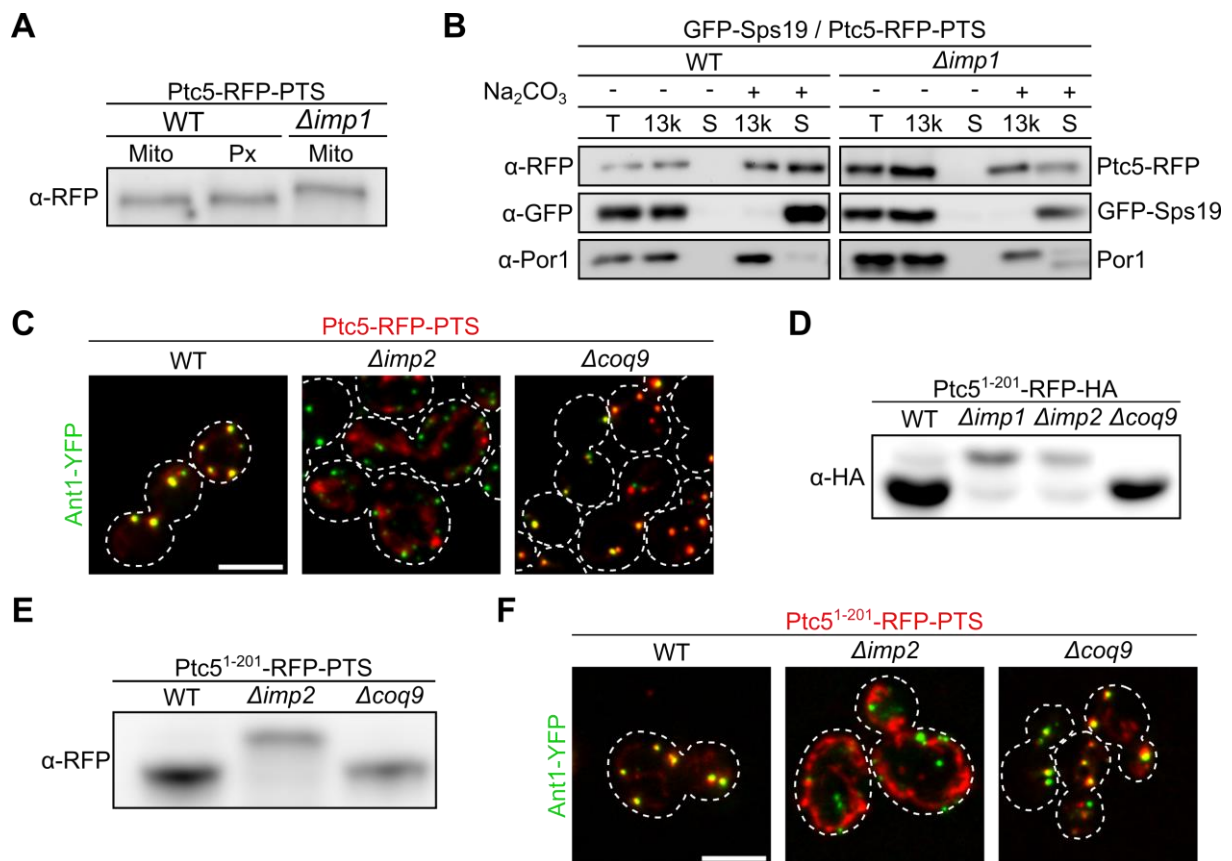 A
Ptc5-RFP-PTS
WT Δimp1
Mito Px Mito
α-RFP
B
GFP-Sps19 / Ptc5-RFP-PTS
WT Δimp1
Na₂CO₃ - - - + + - - - + +
T 13k S 13k S T 13k S 13k S
α-RFP Ptc5-RFP
α-GFP GFP-Sps19
α-Por1 Por1
C
Ptc5-RFP-PTS
WT Δimp2 Δcoq9
Ant1-YFP
D
Ptc5¹⁻²⁰¹-RFP-HA
WT Δimp1 Δimp2 Δcoq9
α-HA
E
Ptc5¹⁻²⁰¹-RFP-PTS
WT Δimp2 Δcoq9
α-RFP
F
Ptc5¹⁻²⁰¹-RFP-PTS
WT Δimp2 Δcoq9
Ant1-YFP